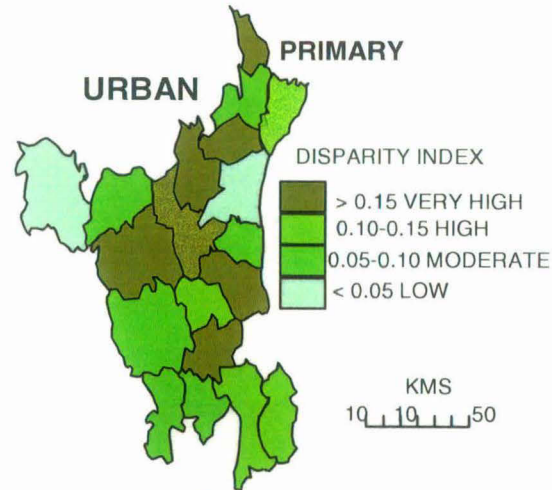 PRIMARY
URBAN
DISPARITY INDEX
> 0.15 VERY HIGH
0.10-0.15 HIGH
0.05-0.10 MODERATE
< 0.05 LOW
KMS
10 10 50